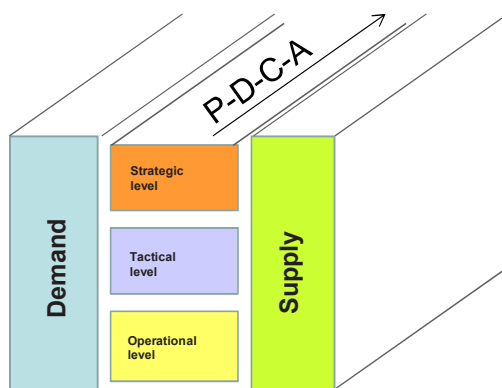 P-D-C-A
Demand
Strategic
level
Tactical
level
Operational
level
Supply